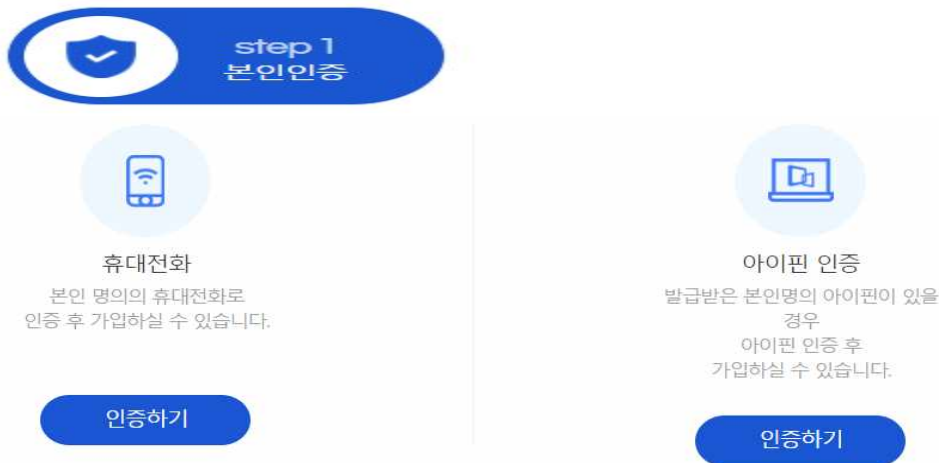 step 1
본인인증
휴대전화
본인 명의의 휴대전화로
인증 후 가입하실 수 있습니다.
인증하기
아이핀 인증
발급받은 본인명의 아이핀이 있을
경우
아이핀 인증 후
가입하실 수 있습니다.
인증하기